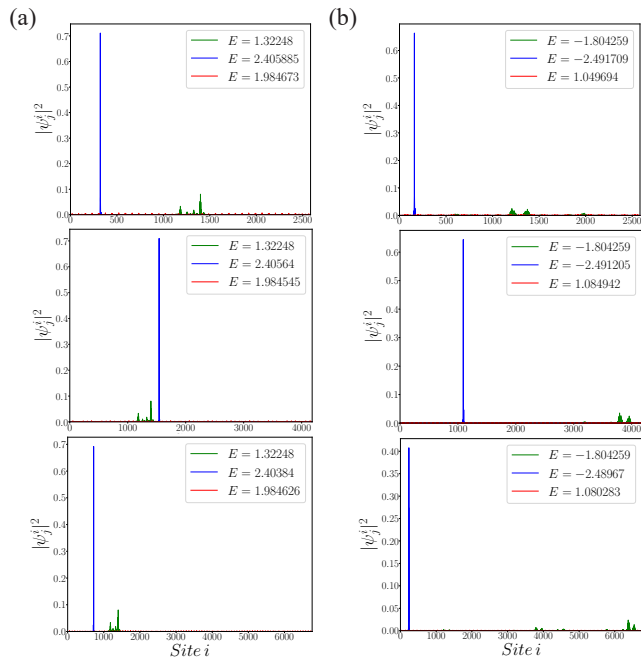 (a)
(b)
0.7
0.6
0.5
0.4
0.3
0.2
0.1
0.0
0 500 1000 1500 2000 2500
|ψ_j^i|^2
E = 1.32248
E = 2.405885
E = 1.984673
0.6
0.5
0.4
0.3
0.2
0.1
0.0
0 500 1000 1500 2000 2500
|ψ_j^i|^2
E = −1.804259
E = −2.491709
E = 1.049694
0.7
0.6
0.5
0.4
0.3
0.2
0.1
0.0
0 1000 2000 3000 4000
|ψ_j^i|^2
E = 1.32248
E = 2.40564
E = 1.984545
0.6
0.5
0.4
0.3
0.2
0.1
0.0
0 1000 2000 3000 4000
|ψ_j^i|^2
E = −1.804259
E = −2.491205
E = 1.084942
0.7
0.6
0.5
0.4
0.3
0.2
0.1
0.0
0 1000 2000 3000 4000 5000 6000
|ψ_j^i|^2
E = 1.32248
E = 2.40384
E = 1.984626
Site i
0.40
0.35
0.30
0.25
0.20
0.15
0.10
0.05
0.00
0 1000 2000 3000 4000 5000 6000
|ψ_j^i|^2
E = −1.804259
E = −2.48967
E = 1.080283
Site i